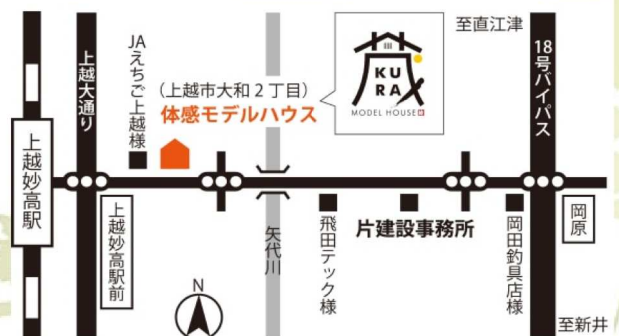 至直江津
18号バイパス
JAえちご上越様
上越大通り
(上越市大和2丁目)
体感モデルハウス
KU
RA
MODEL HOUSE
上越妙高駅
上越妙高駅前
矢代川
飛田テック様
片建設事務所
岡田釣具店様
岡原
N
至新井